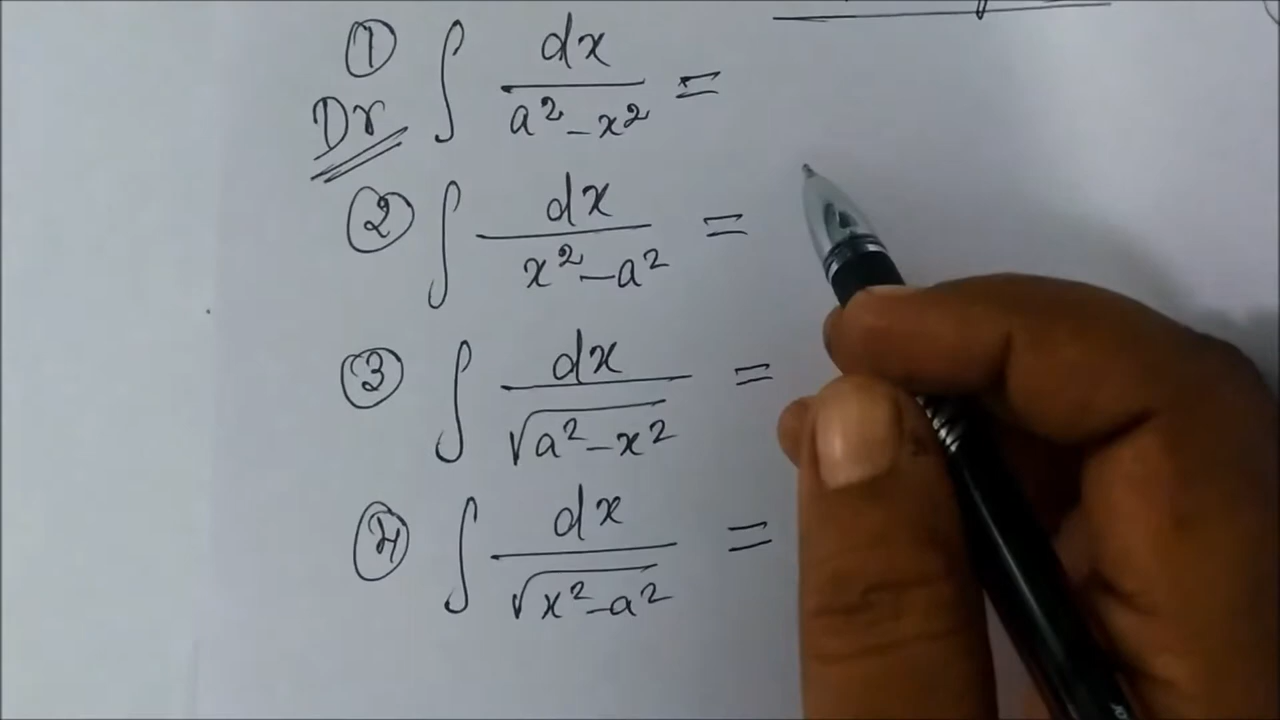 ① ∫ dx / a² - x² =
Dr
② ∫ dx / x² - a² =
③ ∫ dx / √a² - x² =
④ ∫ dx / √x² - a² =